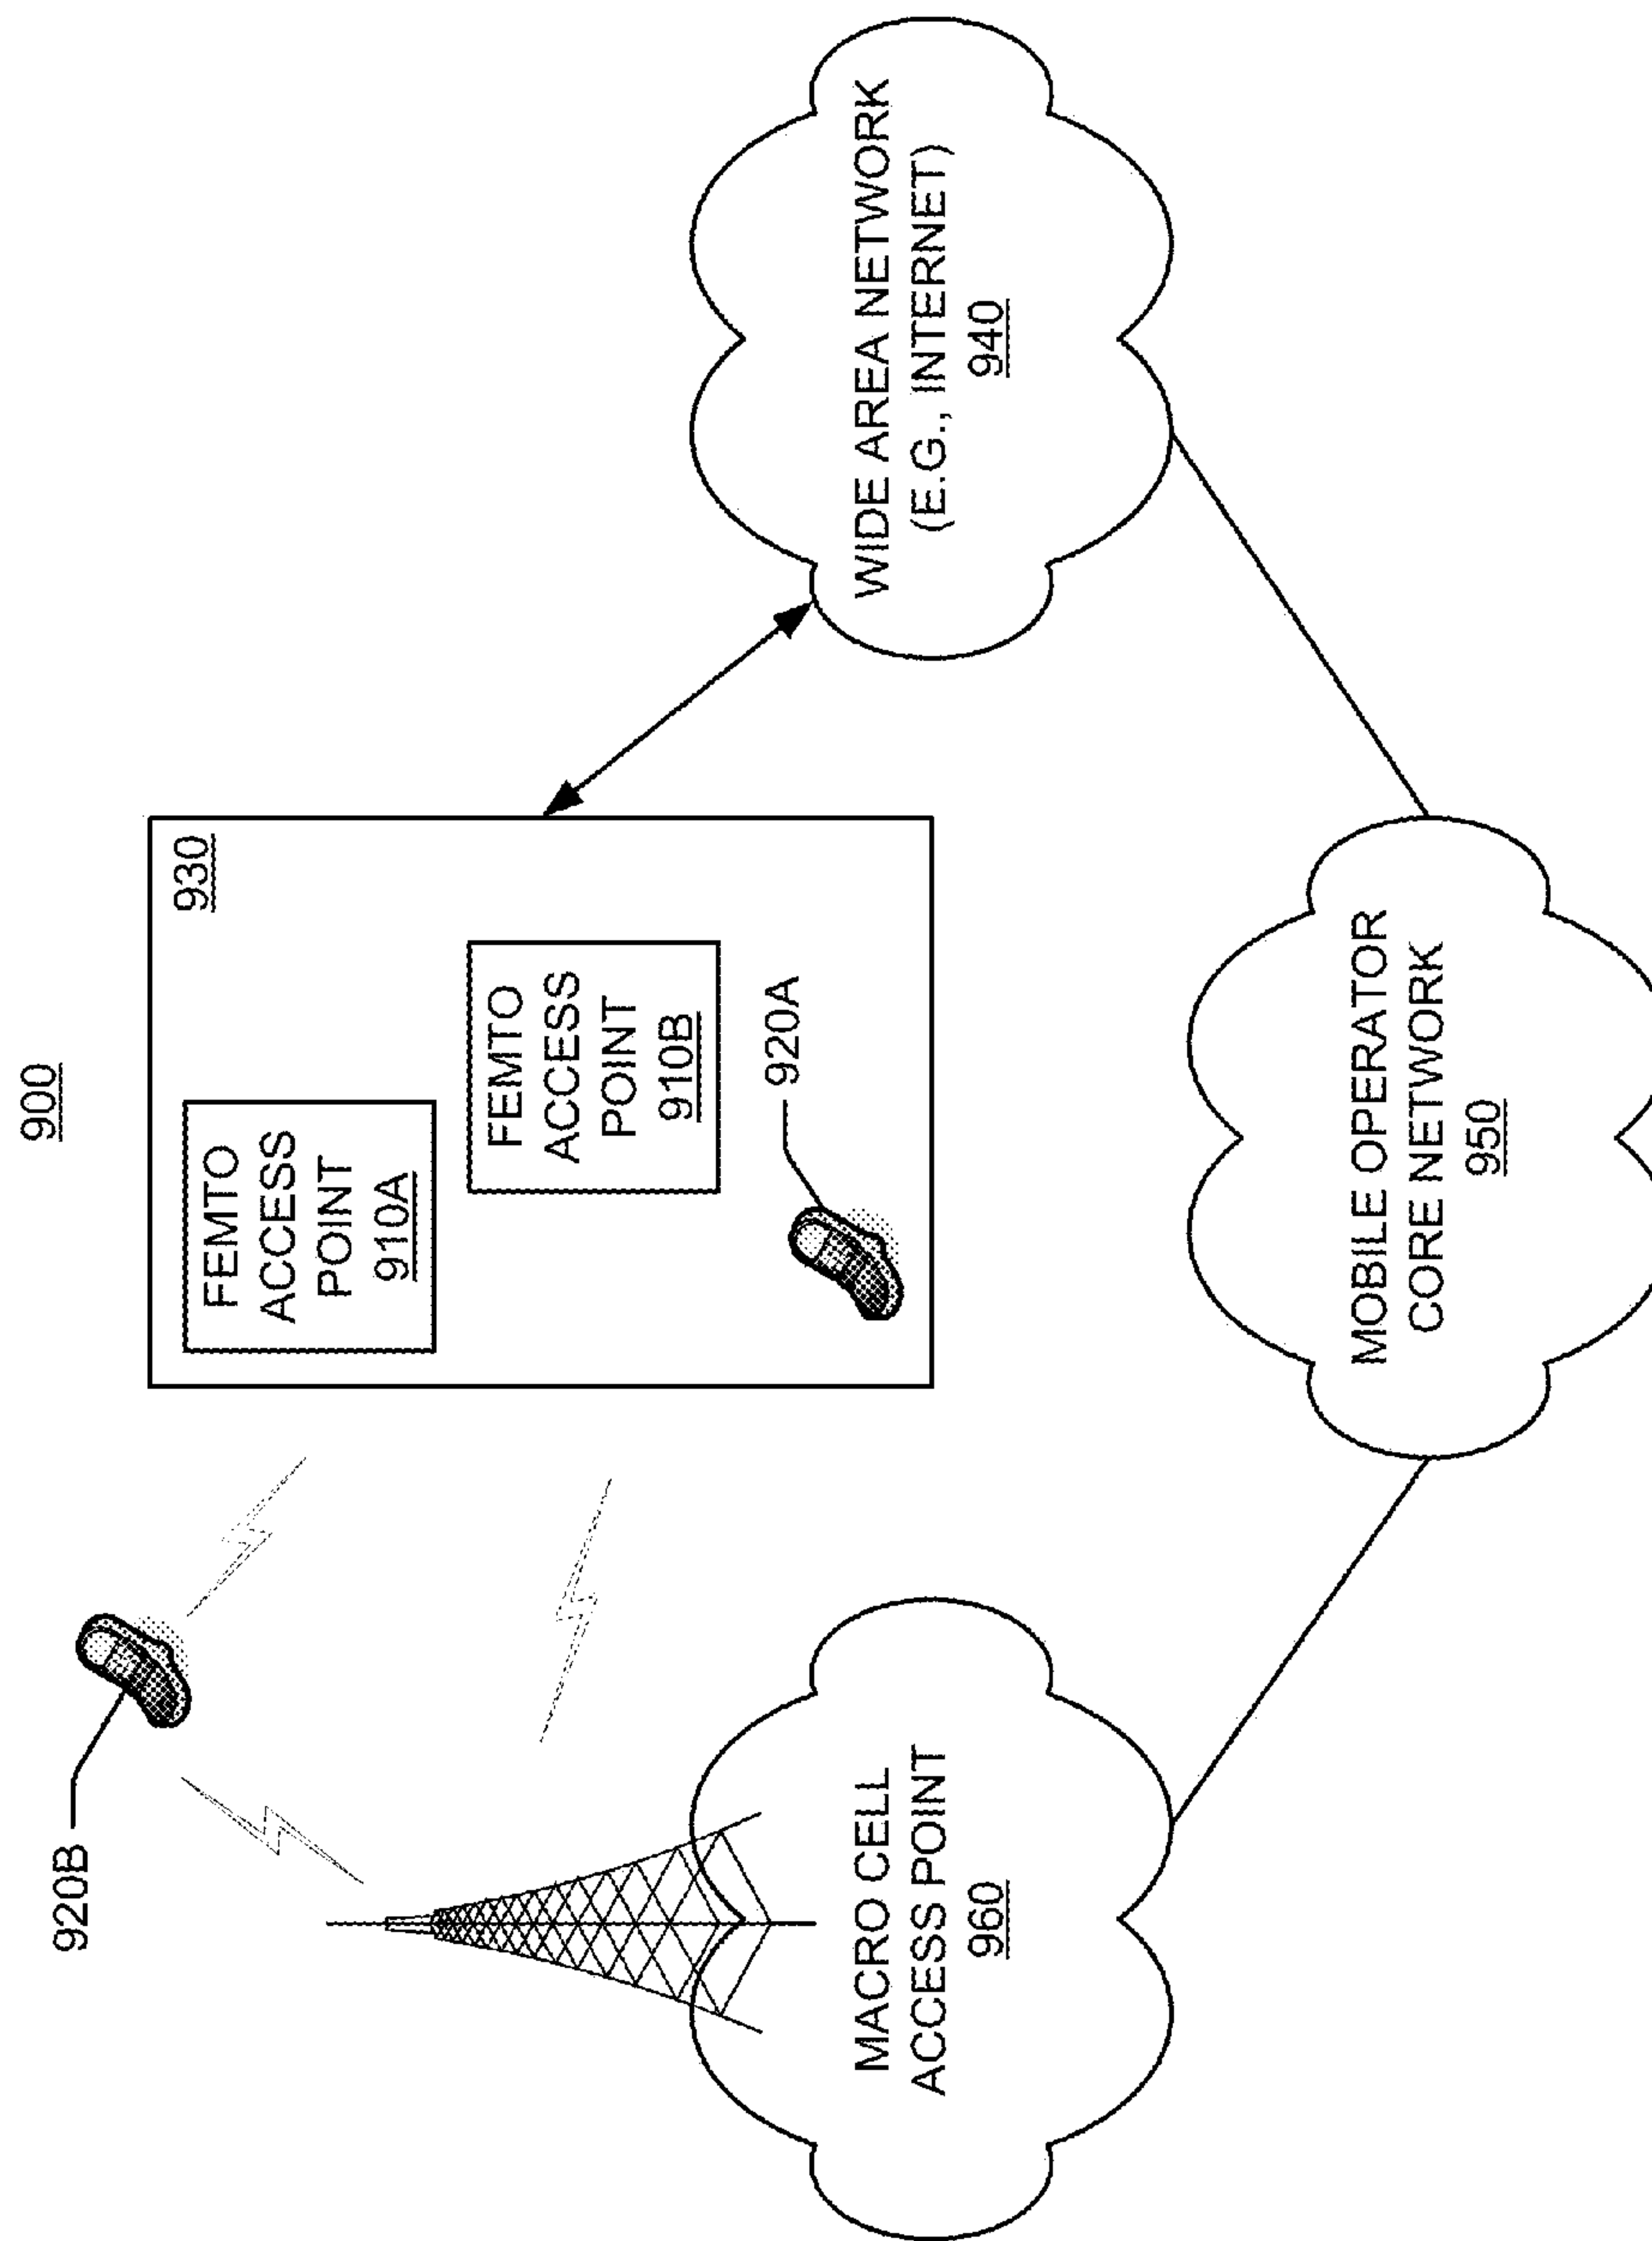 900
920B
FEMTO
ACCESS
POINT
910A
930
FEMTO
ACCESS
POINT
910B
920A
MACRO CELL
ACCESS POINT
960
WIDE AREA NETWORK
(E.G., INTERNET)
940
MOBILE OPERATOR
CORE NETWORK
950